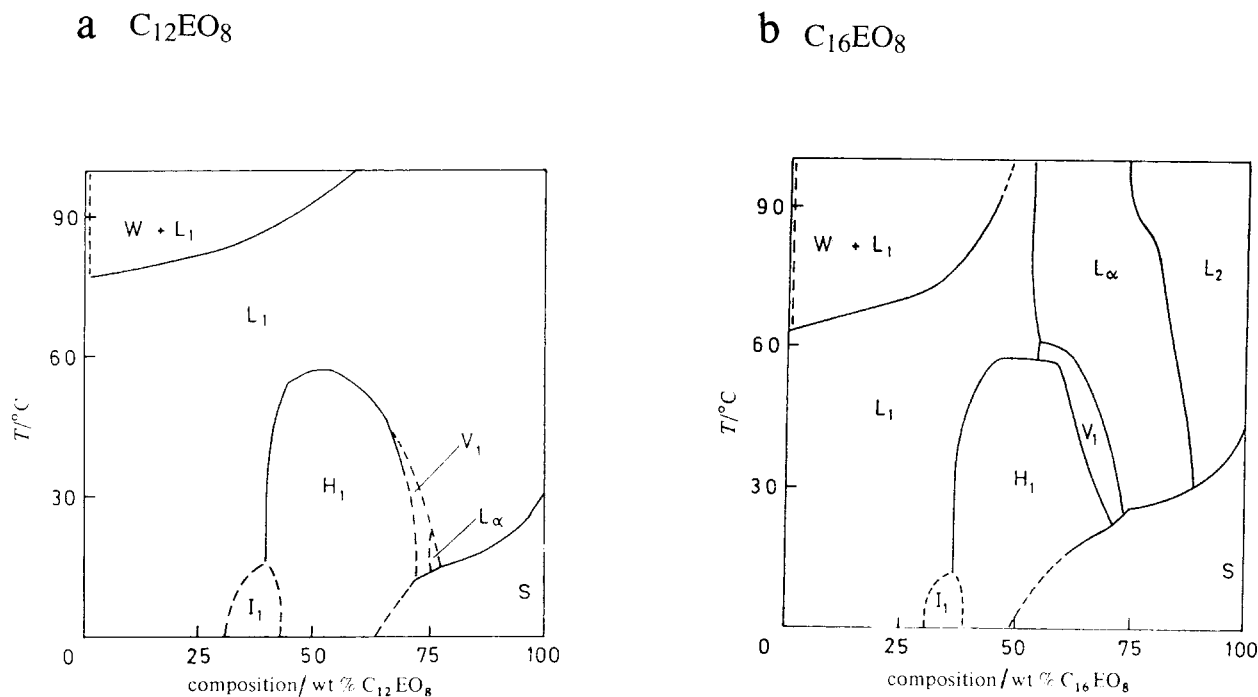 a C₁₂EO₈
90
60
30
0
T/°C
W + L₁
L₁
H₁
I₁
V₁
Lα
S
25
50
75
100
composition/wt % C₁₂EO₈
b C₁₆EO₈
90
60
30
0
T/°C
W + L₁
L₁
Lα
L₂
V₁
H₁
I₁
S
25
50
75
100
composition/wt % C₁₆EO₈